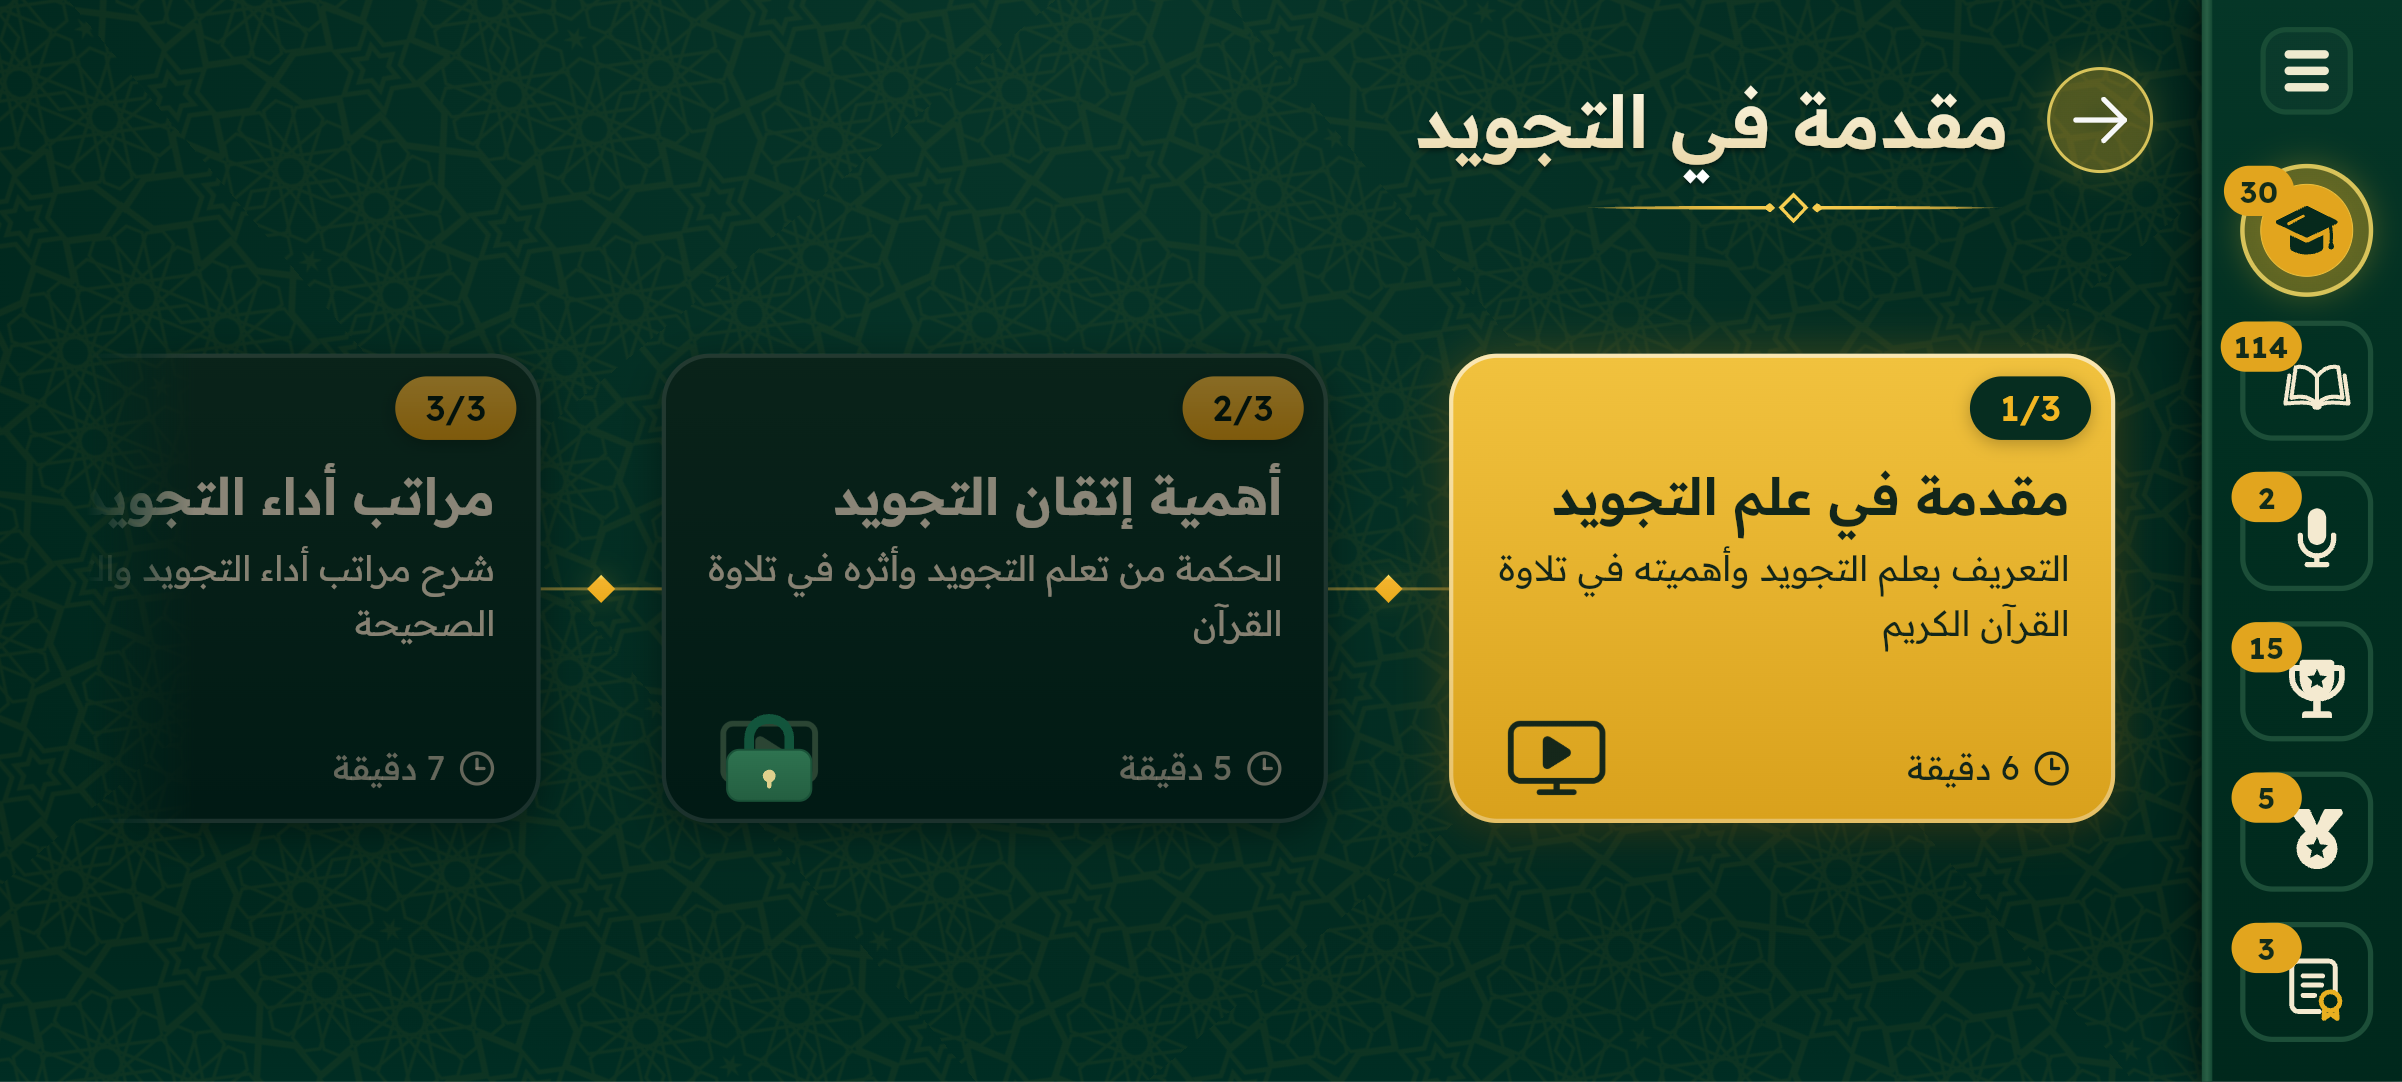 مقدمة في التجويد
30
114
2
15
5
3
1/3
مقدمة في علم التجويد
التعريف بعلم التجويد وأهميته في تلاوة
القرآن الكريم
6 دقيقة
2/3
أهمية إتقان التجويد
الحكمة من تعلم التجويد وأثره في تلاوة
القرآن
5 دقيقة
3/3
مراتب أداء التجويد
شرح مراتب أداء التجويد
الصحيحة
7 دقيقة